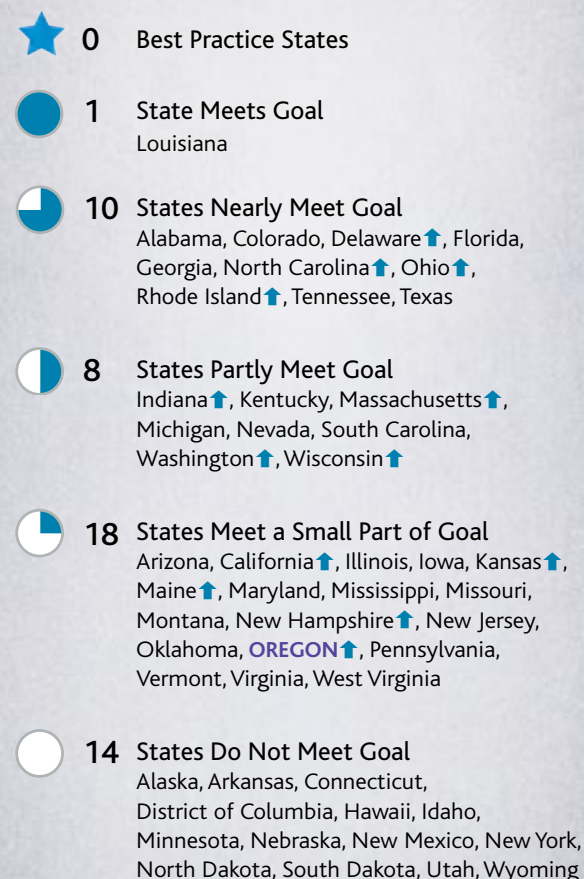 0 Best Practice States
1 State Meets Goal
Louisiana
10 States Nearly Meet Goal
Alabama, Colorado, Delaware⬆, Florida,
Georgia, North Carolina⬆, Ohio⬆,
Rhode Island⬆, Tennessee, Texas
8 States Partly Meet Goal
Indiana⬆, Kentucky, Massachusetts⬆,
Michigan, Nevada, South Carolina,
Washington⬆, Wisconsin⬆
18 States Meet a Small Part of Goal
Arizona, California⬆, Illinois, Iowa, Kansas⬆,
Maine⬆, Maryland, Mississippi, Missouri,
Montana, New Hampshire⬆, New Jersey,
Oklahoma, OREGON⬆, Pennsylvania,
Vermont, Virginia, West Virginia
14 States Do Not Meet Goal
Alaska, Arkansas, Connecticut,
District of Columbia, Hawaii, Idaho,
Minnesota, Nebraska, New Mexico, New York,
North Dakota, South Dakota, Utah, Wyoming